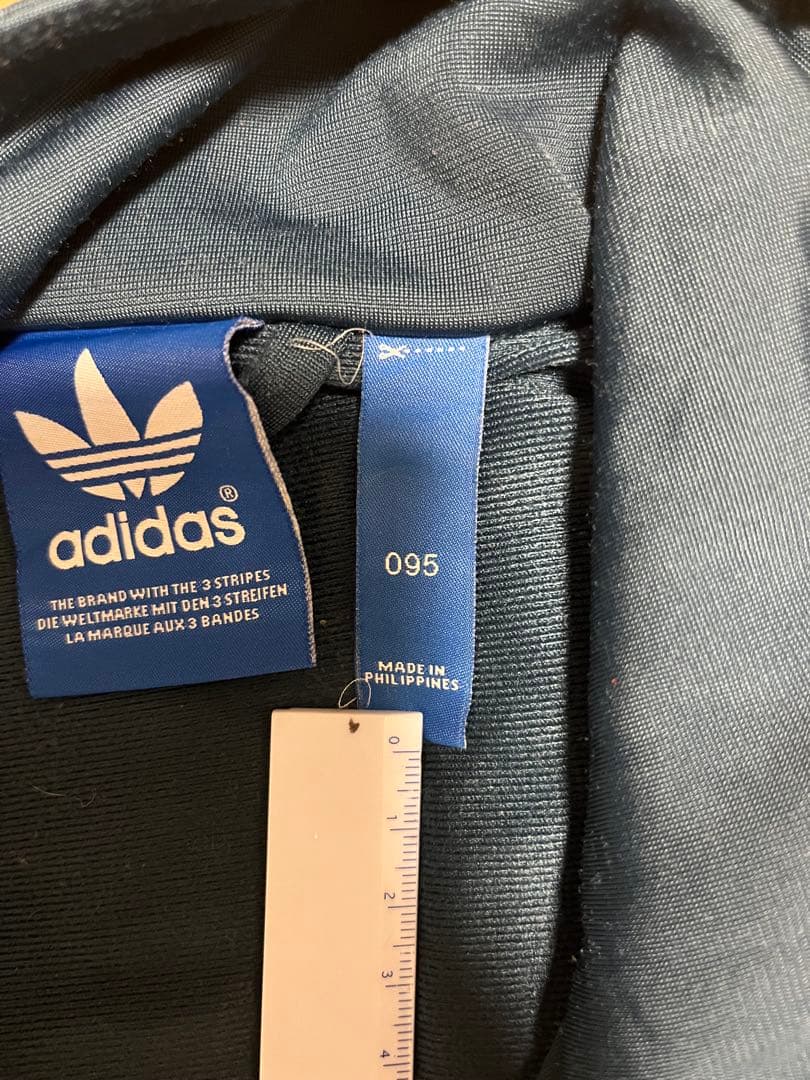 adidas®
THE BRAND WITH THE 3 STRIPES
DIE WELTMARKE MIT DEN 3 STREIFEN
LA MARQUE AUX 3 BANDES
095
MADE IN
PHILIPPINES
0
1
2
3
4